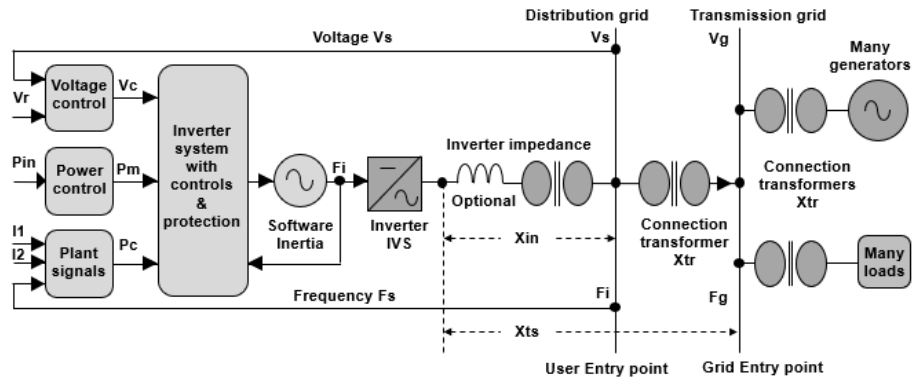 Distribution grid
Transmission grid
Voltage Vs
Vs
Vg
Many
generators
Vr
Voltage
control
Vc
Inverter
system
with
controls
&
protection
Pin
Power
control
Pm
Fi
Inverter impedance
Optional
Software
Inertia
Inverter
IVS
Connection
transformers
Xtr
I1
I2
Plant
signals
Pc
Xin
Connection
transformer
Xtr
Many
loads
Frequency Fs
Fi
Fg
Xts
User Entry point
Grid Entry point